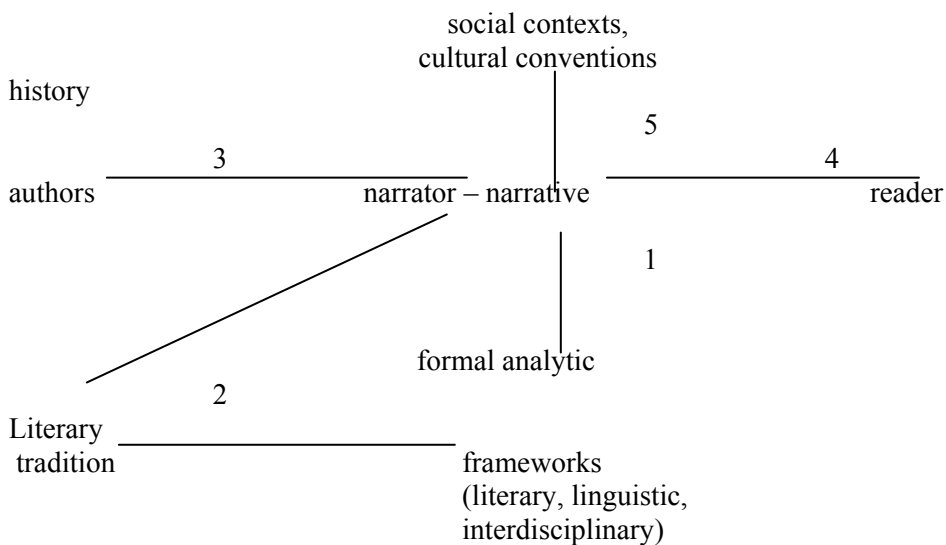 social contexts,
cultural conventions
history
5
3
4
authors
narrator – narrative
reader
1
formal analytic
2
Literary
tradition
frameworks
(literary, linguistic,
interdisciplinary)